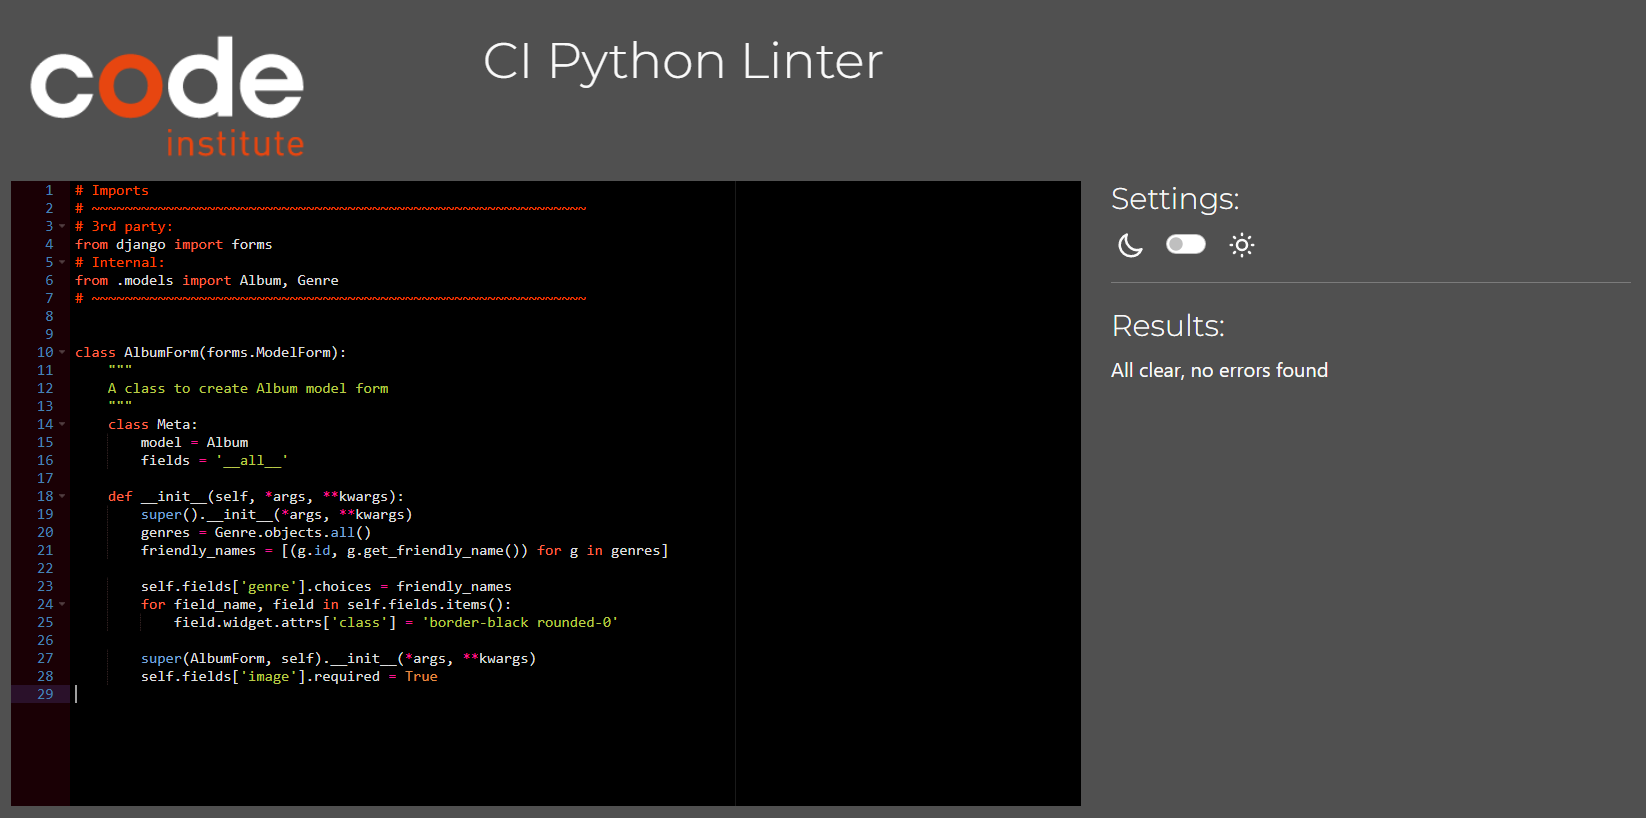 code
institute
CI Python Linter
1 # Imports
2 # ~~~~~~~~~~~~~~~~~~~~~~~~~~~~~~~~~~~~~~~~~~~~~~~~~~~~~~~~~~~~
3 # 3rd party:
4 from django import forms
5 # Internal:
6 from .models import Album, Genre
7 # ~~~~~~~~~~~~~~~~~~~~~~~~~~~~~~~~~~~~~~~~~~~~~~~~~~~~~~~~~~~~
8
9
10 class AlbumForm(forms.ModelForm):
11     """
12     A class to create Album model form
13     """
14     class Meta:
15         model = Album
16         fields = '__all__'
17
18     def __init__(self, *args, **kwargs):
19         super().__init__(*args, **kwargs)
20         genres = Genre.objects.all()
21         friendly_names = [(g.id, g.get_friendly_name()) for g in genres]
22
23         self.fields['genre'].choices = friendly_names
24         for field_name, field in self.fields.items():
25             field.widget.attrs['class'] = 'border-black rounded-0'
26
27         super(AlbumForm, self).__init__(*args, **kwargs)
28         self.fields['image'].required = True
29
Settings:
Results:
All clear, no errors found